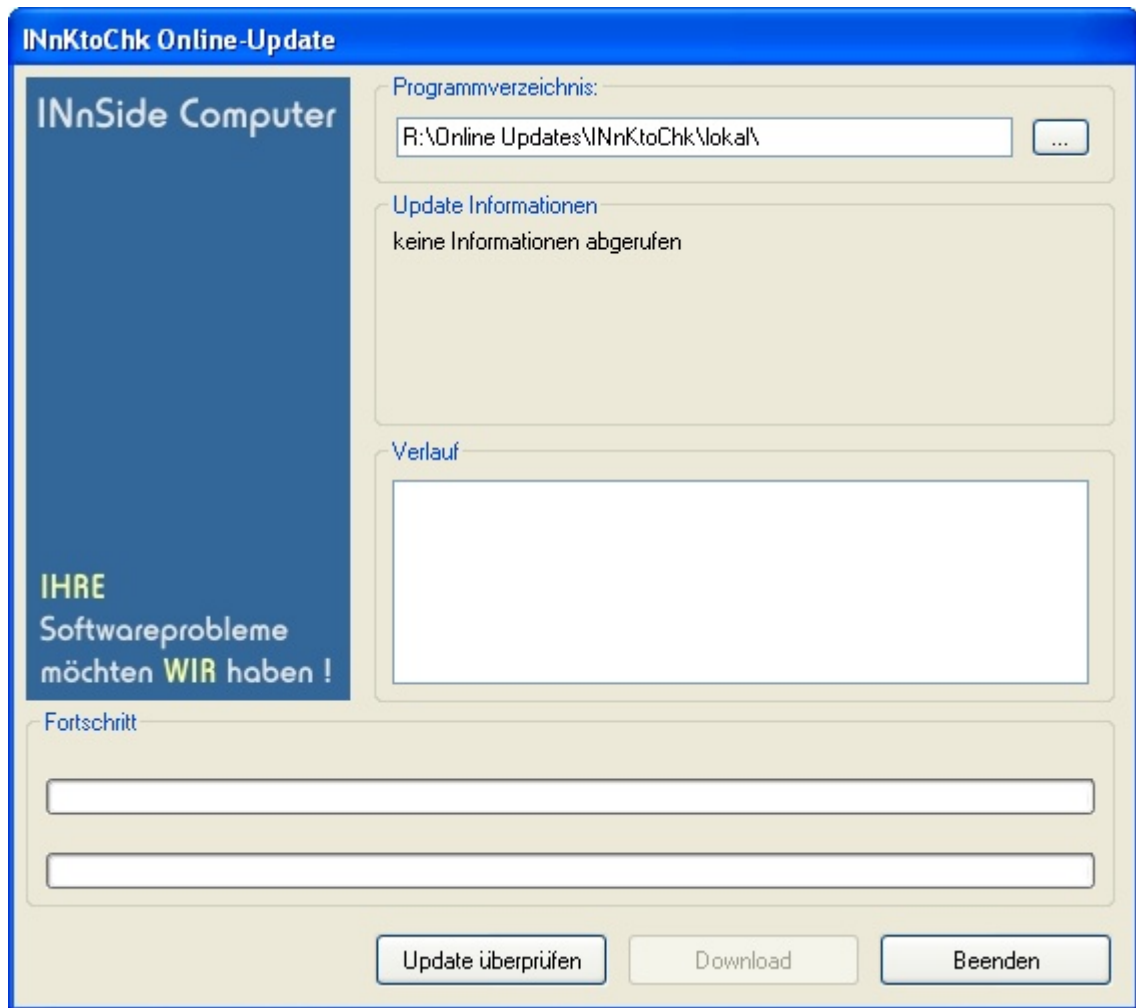 INnKtoChk Online-Update
INnSide Computer
IHRE
Softwareprobleme
möchten WIR haben !
Programmverzeichnis:
R:\Online Updates\INnKtoChk\lokal\
...
Update Informationen
keine Informationen abgerufen
Verlauf
Fortschritt
Update überprüfen
Download
Beenden